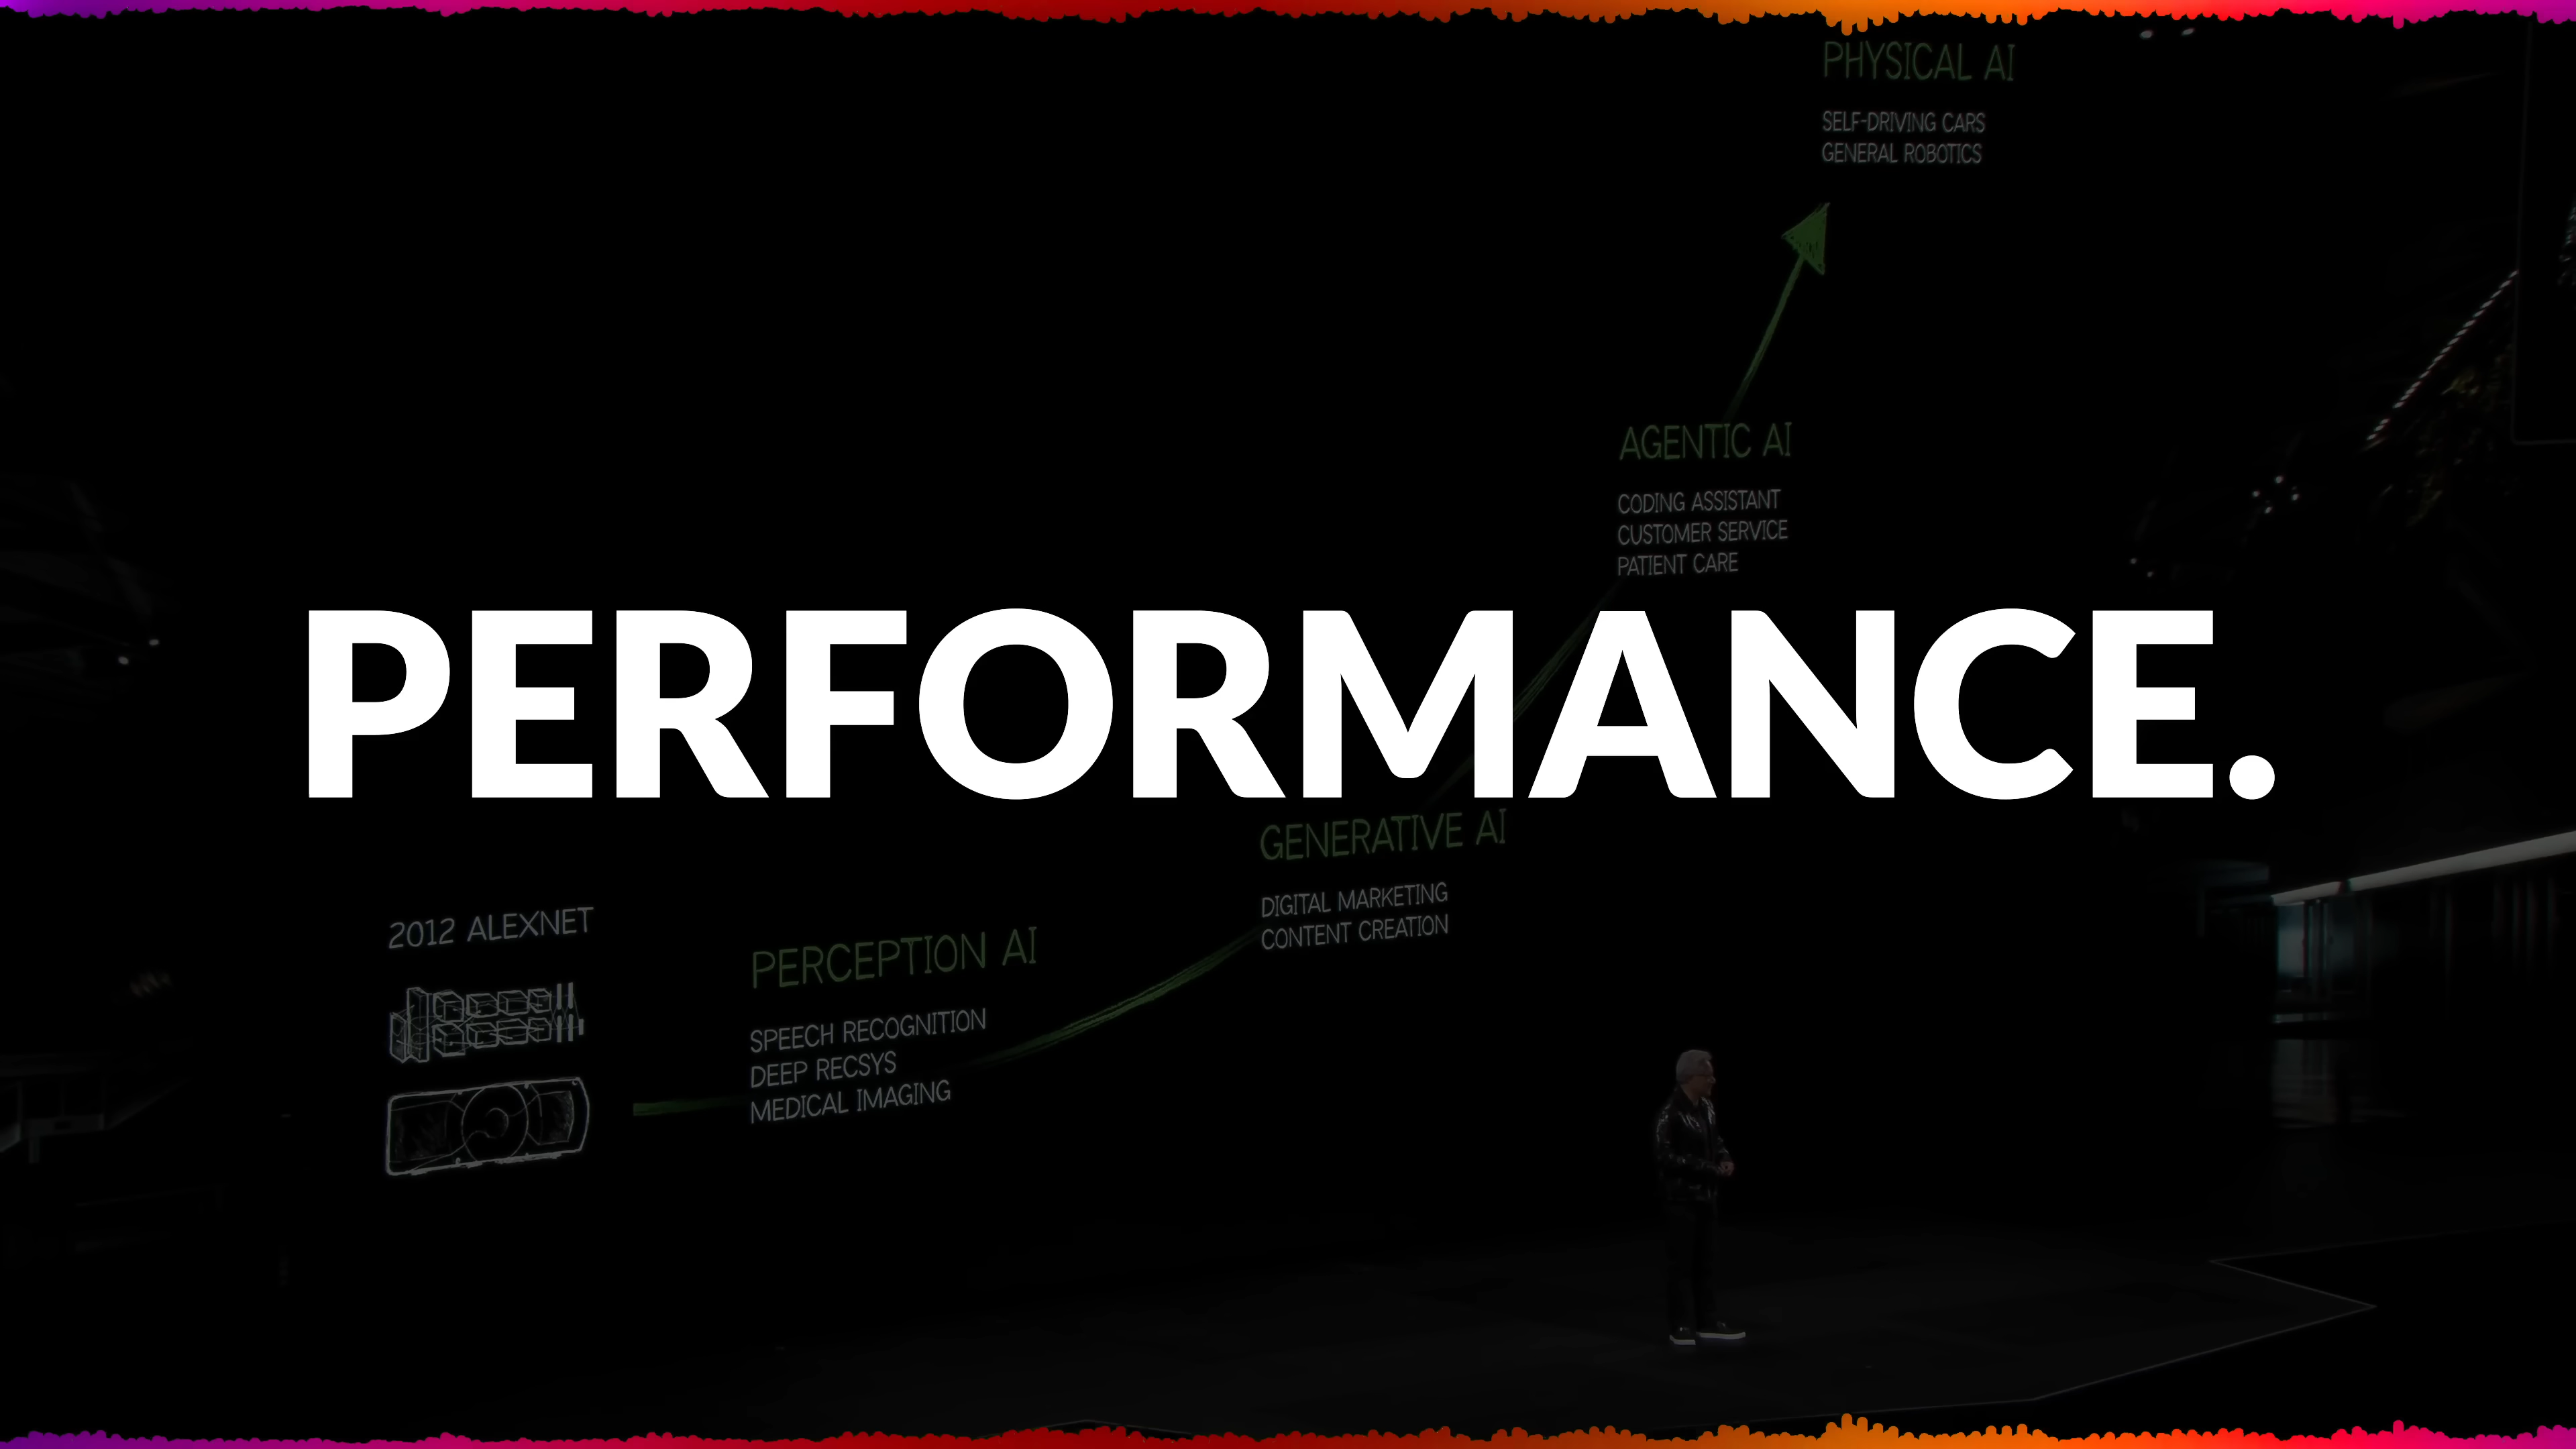 PHYSICAL AI
SELF-DRIVING CARS
GENERAL ROBOTICS
AGENTIC AI
CODING ASSISTANT
CUSTOMER SERVICE
PATIENT CARE
PERFORMANCE.
GENERATIVE AI
DIGITAL MARKETING
CONTENT CREATION
2012 ALEXNET
PERCEPTION AI
SPEECH RECOGNITION
DEEP RECSYS
MEDICAL IMAGING